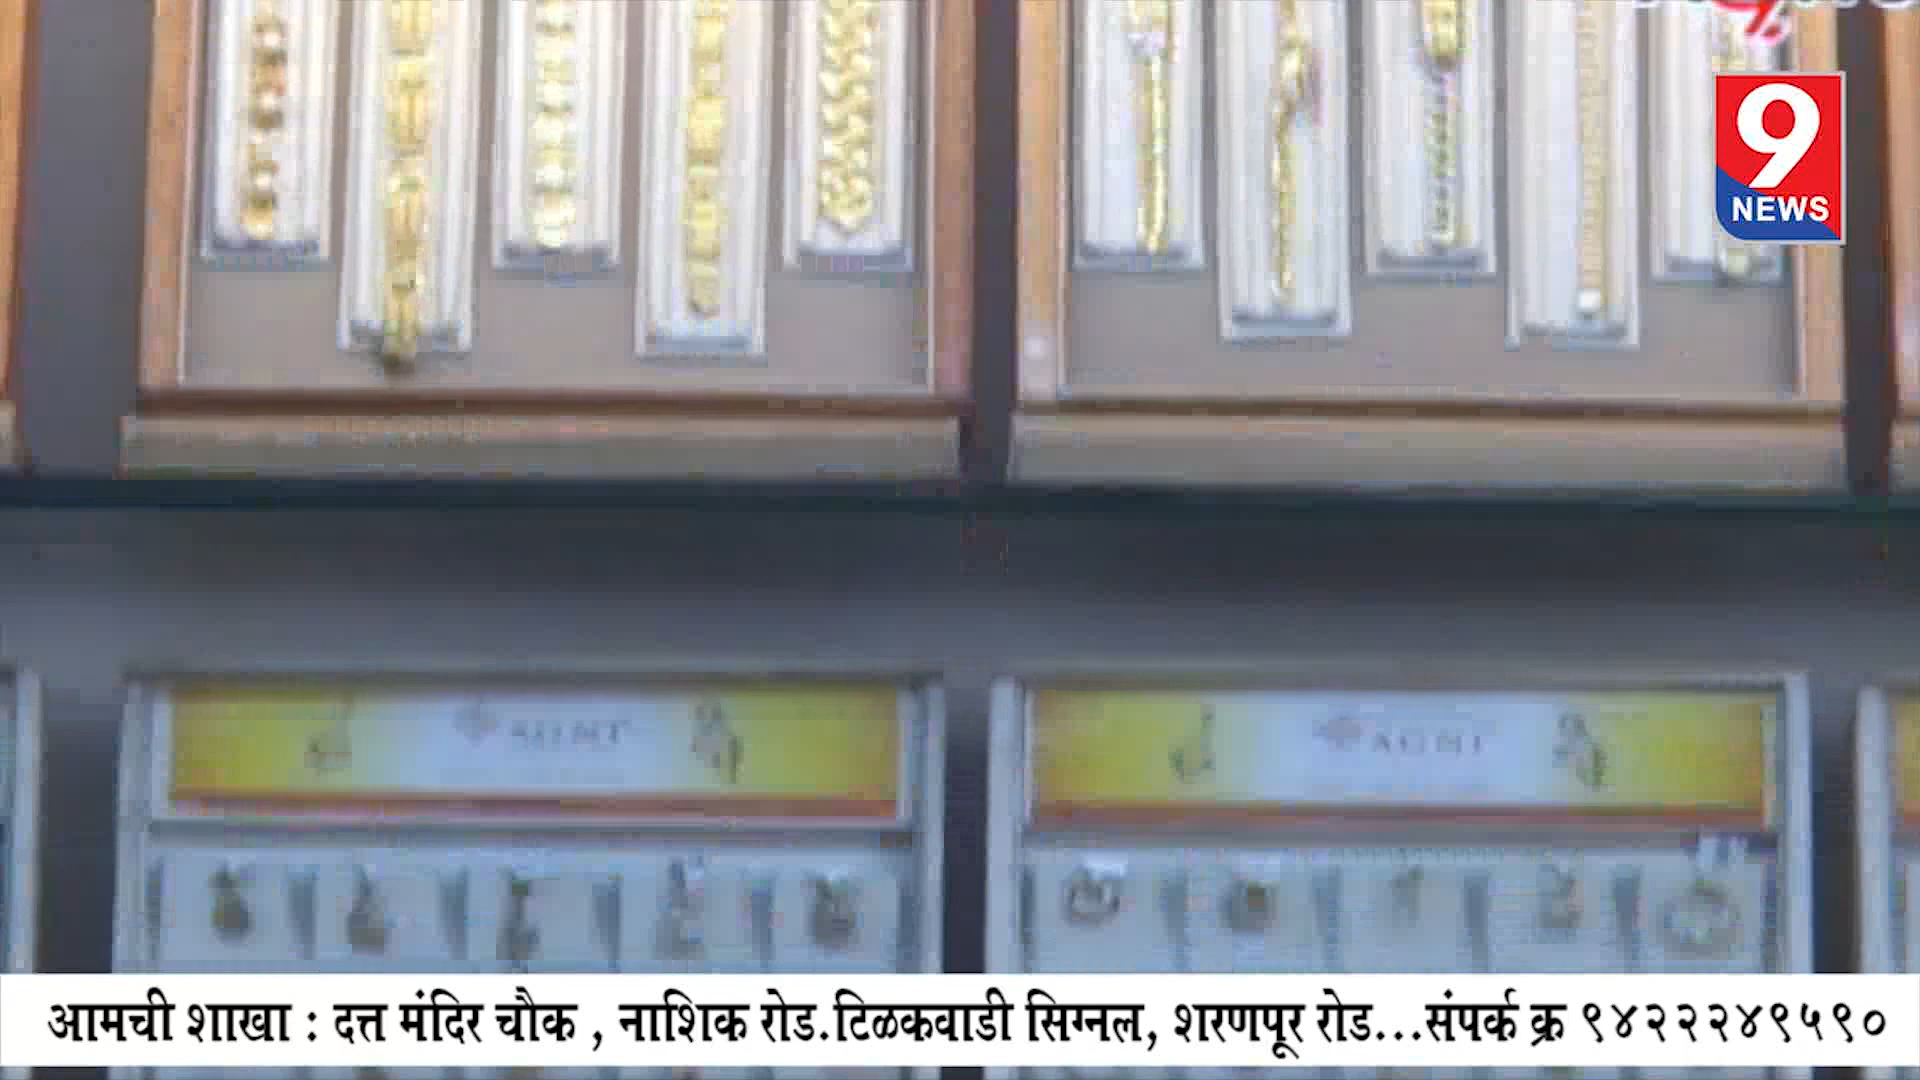 9
NEWS
आमची शाखा : दत्त मंदिर चौक , नाशिक रोड.टिळकवाडी सिग्नल, शरणपूर रोड...संपर्क क्र ९४२२२४९५९०